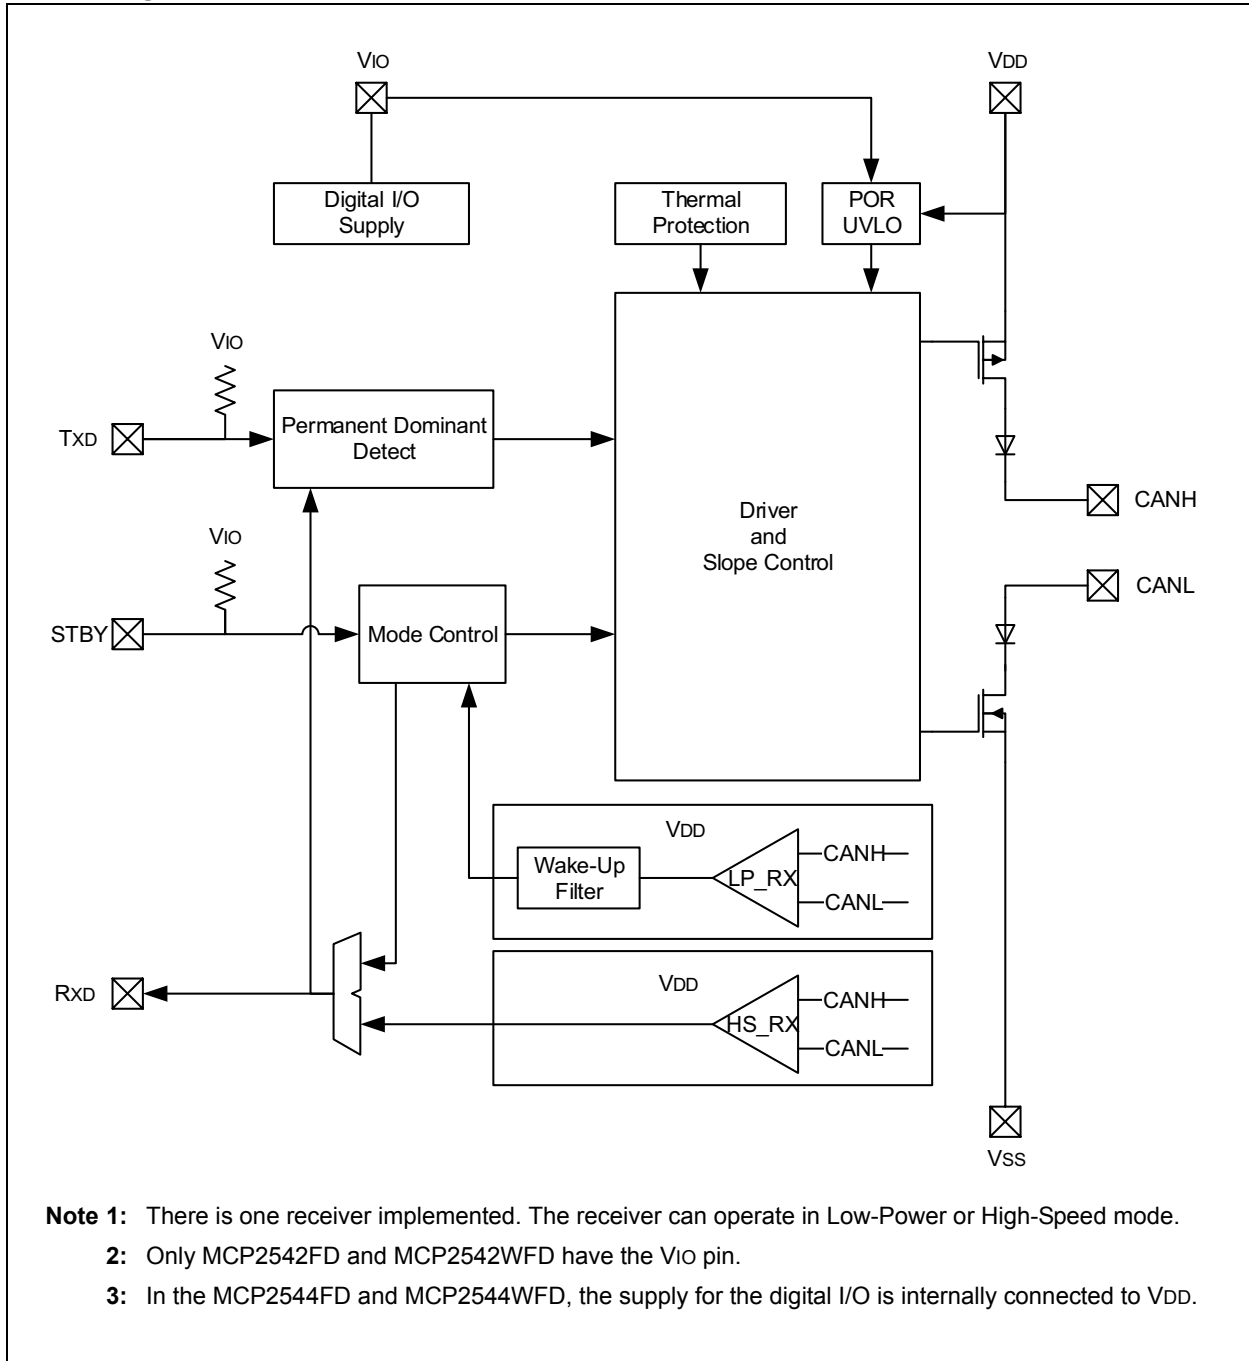 VIO
VDD
Digital I/O
Supply
Thermal
Protection
POR
UVLO
VIO
TXD
Permanent Dominant
Detect
Driver
and
Slope Control
CANH
VIO
STBY
Mode Control
CANL
VDD
Wake-Up
Filter
LP_RX
CANH
CANL
RXD
VDD
HS_RX
CANH
CANL
VSS
Note 1: There is one receiver implemented. The receiver can operate in Low-Power or High-Speed mode.
2: Only MCP2542FD and MCP2542WFD have the VIO pin.
3: In the MCP2544FD and MCP2544WFD, the supply for the digital I/O is internally connected to VDD.